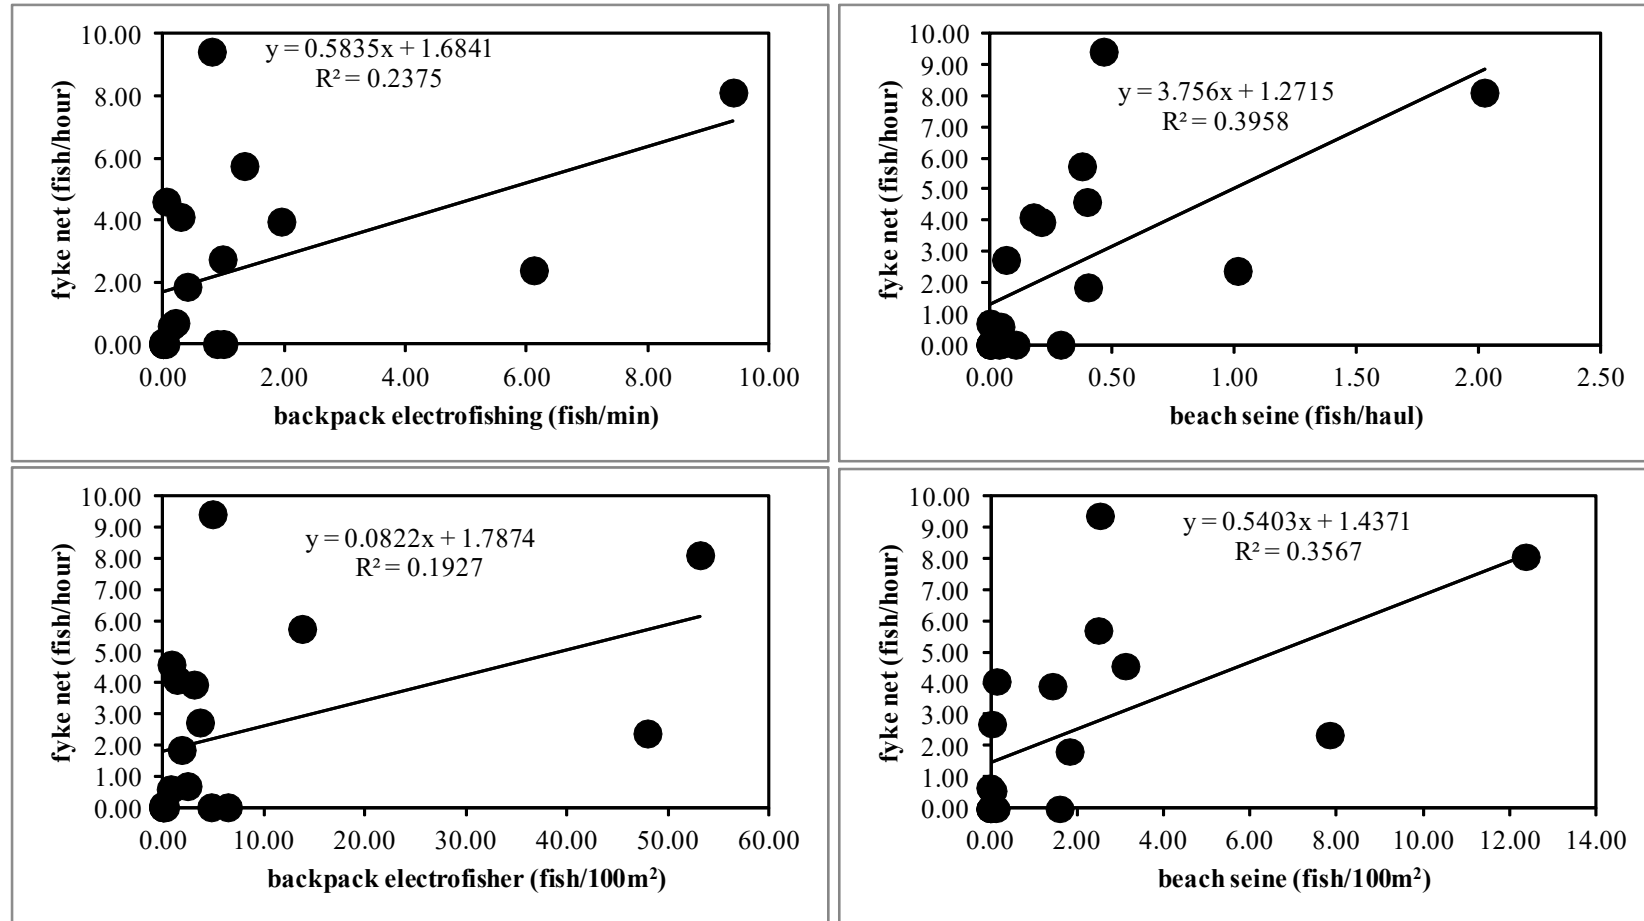 10.00
8.00
6.00
4.00
2.00
0.00
fyke net (fish/hour)
y = 0.5835x + 1.6841
R² = 0.2375
0.00 2.00 4.00 6.00 8.00 10.00
backpack electrofishing (fish/min)
10.00
9.00
8.00
7.00
6.00
5.00
4.00
3.00
2.00
1.00
0.00
fyke net (fish/hour)
y = 3.756x + 1.2715
R² = 0.3958
0.00 0.50 1.00 1.50 2.00 2.50
beach seine (fish/haul)
10.00
9.00
8.00
7.00
6.00
5.00
4.00
3.00
2.00
1.00
0.00
fyke net (fish/hour)
y = 0.0822x + 1.7874
R² = 0.1927
0.00 10.00 20.00 30.00 40.00 50.00 60.00
backpack electrofisher (fish/100m²)
10.00
9.00
8.00
7.00
6.00
5.00
4.00
3.00
2.00
1.00
0.00
fyke net (fish/hour)
y = 0.5403x + 1.4371
R² = 0.3567
0.00 2.00 4.00 6.00 8.00 10.00 12.00 14.00
beach seine (fish/100m²)